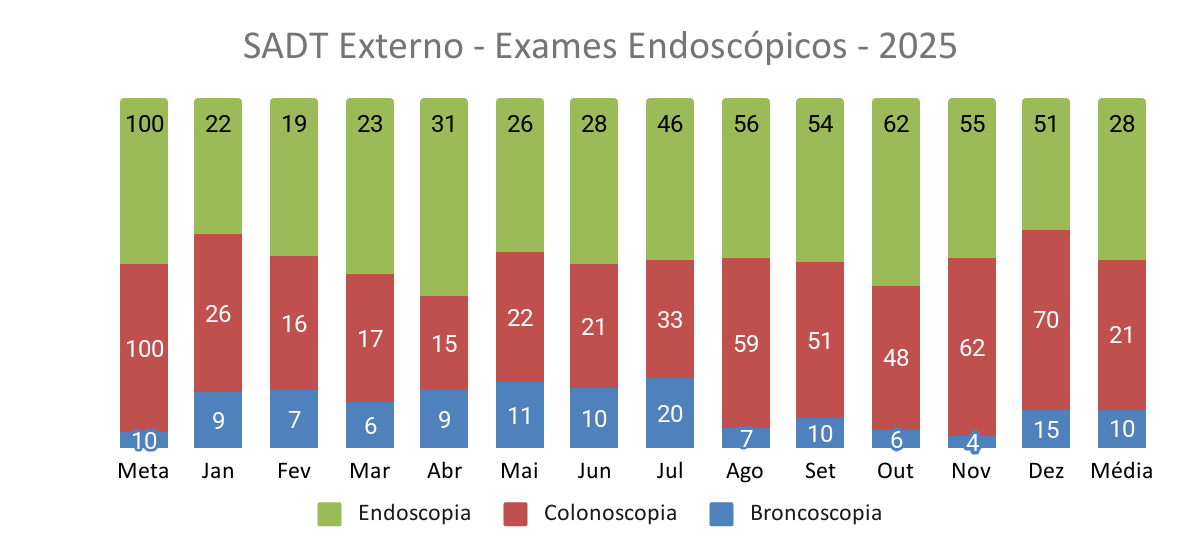 SADT Externo - Exames Endoscópicos - 2025
100 22 19 23 31 26 28 46 56 54 62 55 51 28
100 26 16 17 15 22 21 33 59 51 48 62 70 21
10 9 7 6 9 11 10 20 7 10 6 4 15 10
Meta Jan Fev Mar Abr Mai Jun Jul Ago Set Out Nov Dez Média
Endoscopia Colonoscopia Broncoscopia